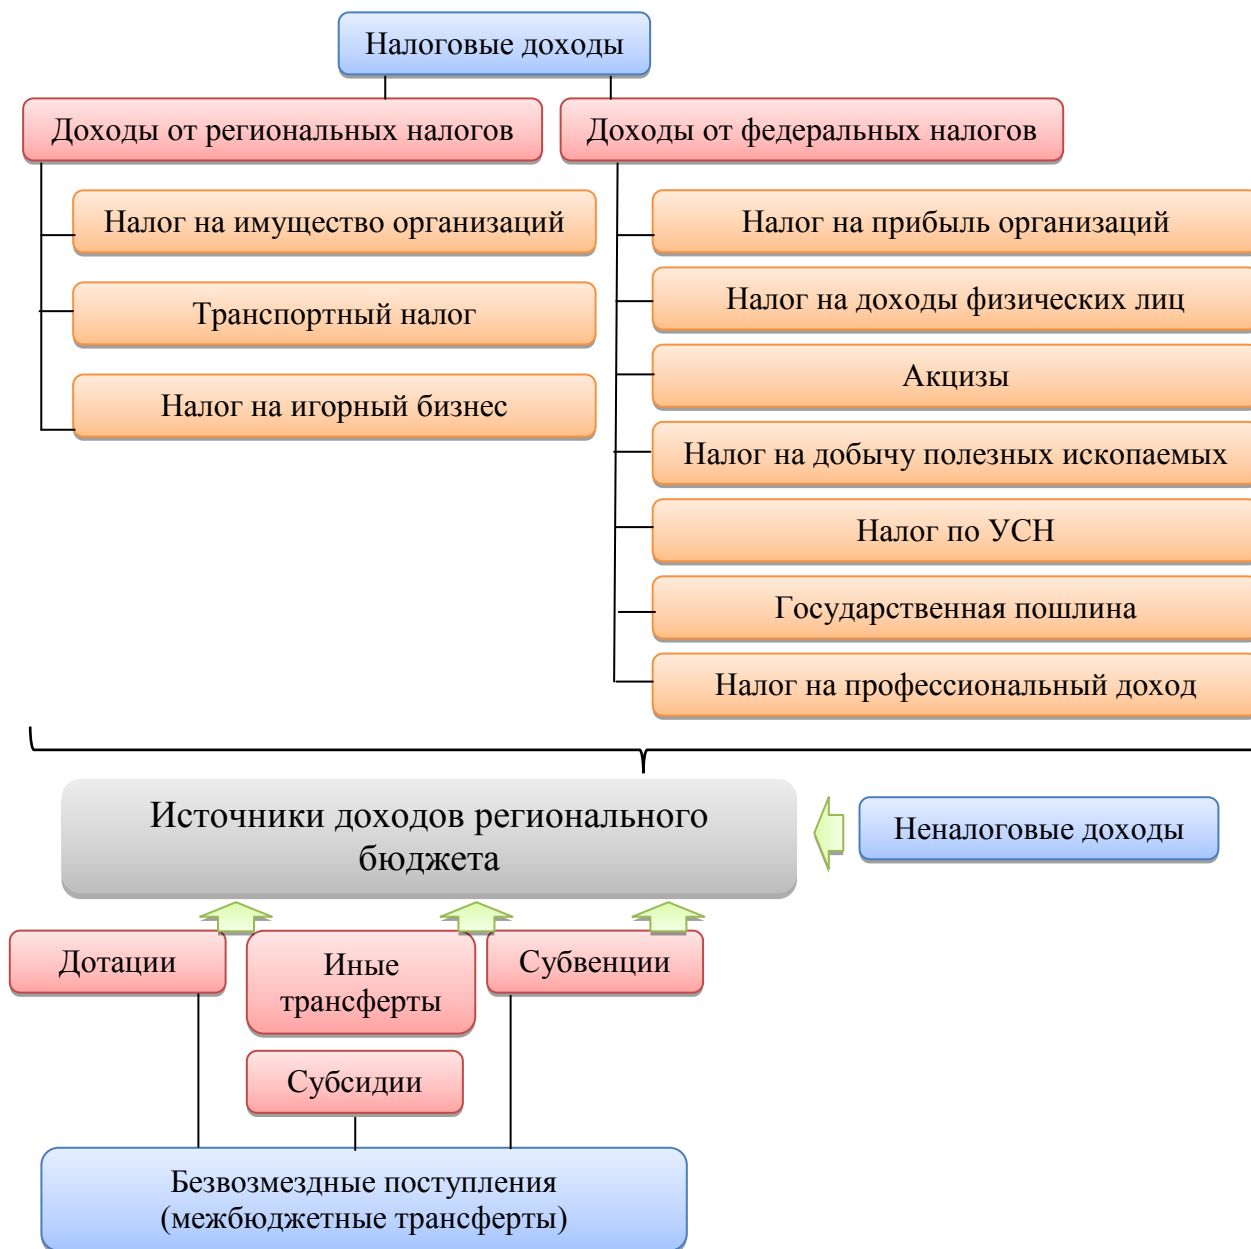 Налоговые доходы
Доходы от региональных налогов
Доходы от федеральных налогов
Налог на имущество организаций
Транспортный налог
Налог на игорный бизнес
Налог на прибыль организаций
Налог на доходы физических лиц
Акцизы
Налог на добычу полезных ископаемых
Налог по УСН
Государственная пошлина
Налог на профессиональный доход
Источники доходов регионального
бюджета
Неналоговые доходы
Дотации
Иные
трансферты
Субвенции
Субсидии
Безвозмездные поступления
(межбюджетные трансферты)